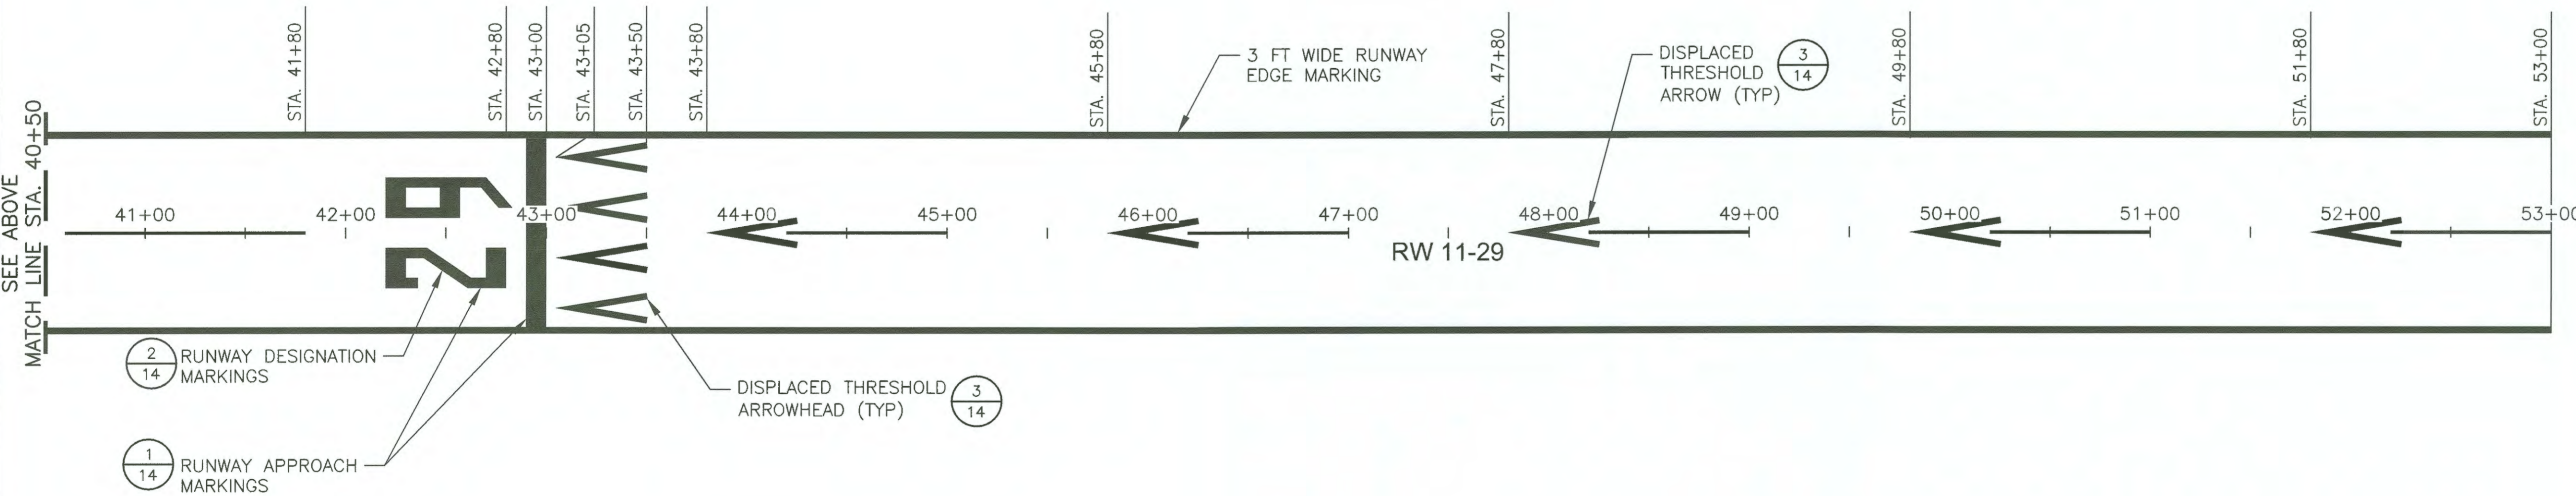 STA. 41+80
STA. 42+80
STA. 43+00
STA. 43+05
STA. 43+50
STA. 43+80
STA. 45+80
STA. 47+80
STA. 49+80
STA. 51+80
STA. 53+00
3 FT WIDE RUNWAY
EDGE MARKING
DISPLACED
THRESHOLD
ARROW (TYP)
3
14
SEE ABOVE
MATCH LINE STA. 40+50
41+00
42+00
43+00
44+00
45+00
46+00
47+00
48+00
49+00
50+00
51+00
52+00
53+00
29
RW 11-29
2
14
RUNWAY DESIGNATION
MARKINGS
DISPLACED THRESHOLD
ARROWHEAD (TYP)
3
14
1
14
RUNWAY APPROACH
MARKINGS